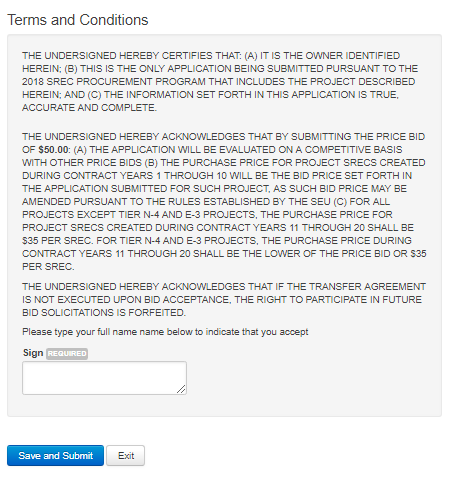 Terms and Conditions
THE UNDERSIGNED HEREBY CERTIFIES THAT: (A) IT IS THE OWNER IDENTIFIED
HEREIN; (B) THIS IS THE ONLY APPLICATION BEING SUBMITTED PURSUANT TO THE
2018 SREC PROCUREMENT PROGRAM THAT INCLUDES THE PROJECT DESCRIBED
HEREIN; AND (C) THE INFORMATION SET FORTH IN THIS APPLICATION IS TRUE,
ACCURATE AND COMPLETE.
THE UNDERSIGNED HEREBY ACKNOWLEDGES THAT BY SUBMITTING THE PRICE BID
OF $50.00: (A) THE APPLICATION WILL BE EVALUATED ON A COMPETITIVE BASIS
WITH OTHER PRICE BIDS (B) THE PURCHASE PRICE FOR PROJECT SRECS CREATED
DURING CONTRACT YEARS 1 THROUGH 10 WILL BE THE BID PRICE SET FORTH IN
THE APPLICATION SUBMITTED FOR SUCH PROJECT, AS SUCH BID PRICE MAY BE
AMENDED PURSUANT TO THE RULES ESTABLISHED BY THE SEU (C) FOR ALL
PROJECTS EXCEPT TIER N-4 AND E-3 PROJECTS, THE PURCHASE PRICE FOR
PROJECT SRECS CREATED DURING CONTRACT YEARS 11 THROUGH 20 SHALL BE
$35 PER SREC. FOR TIER N-4 AND E-3 PROJECTS, THE PURCHASE PRICE DURING
CONTRACT YEARS 11 THROUGH 20 SHALL BE THE LOWER OF THE PRICE BID OR $35
PER SREC.
THE UNDERSIGNED HEREBY ACKNOWLEDGES THAT IF THE TRANSFER AGREEMENT
IS NOT EXECUTED UPON BID ACCEPTANCE, THE RIGHT TO PARTICIPATE IN FUTURE
BID SOLICITATIONS IS FORFEITED.
Please type your full name name below to indicate that you accept
Sign REQUIRED
Save and Submit Exit